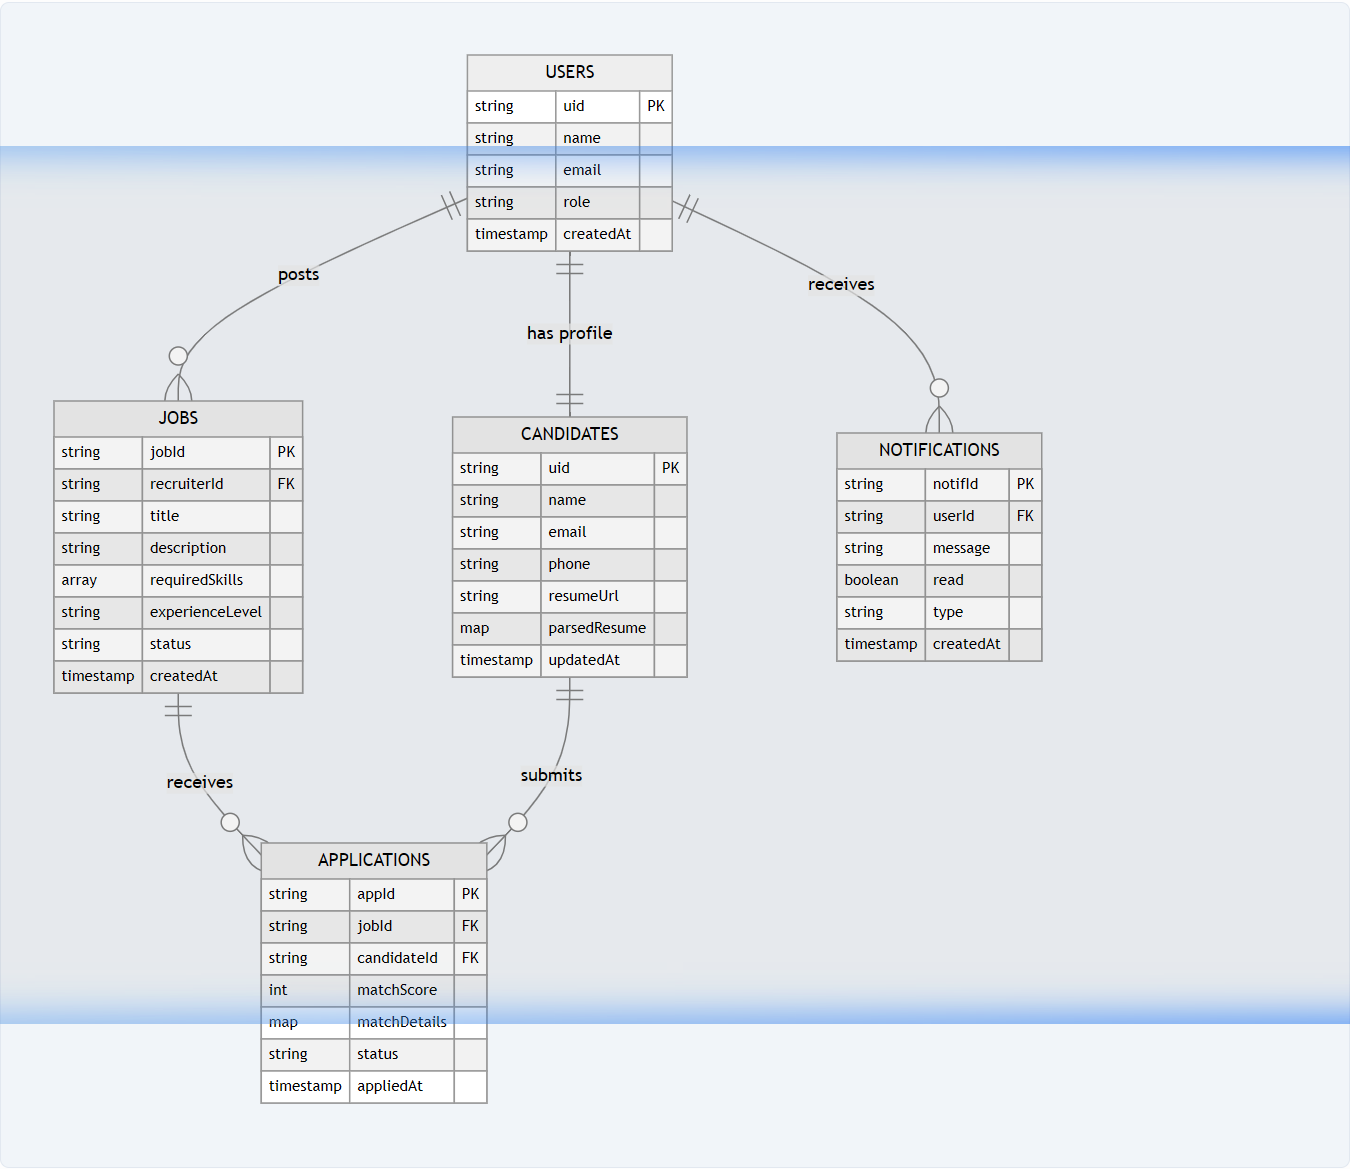 USERS
string uid PK
string name
string email
string role
timestamp createdAt
posts
has profile
receives
JOBS
string jobId PK
string recruiterId FK
string title
string description
array requiredSkills
string experienceLevel
string status
timestamp createdAt
CANDIDATES
string uid PK
string name
string email
string phone
string resumeUrl
map parsedResume
timestamp updatedAt
NOTIFICATIONS
string notifId PK
string userId FK
string message
boolean read
string type
timestamp createdAt
receives
submits
APPLICATIONS
string appId PK
string jobId FK
string candidateId FK
int matchScore
map matchDetails
string status
timestamp appliedAt